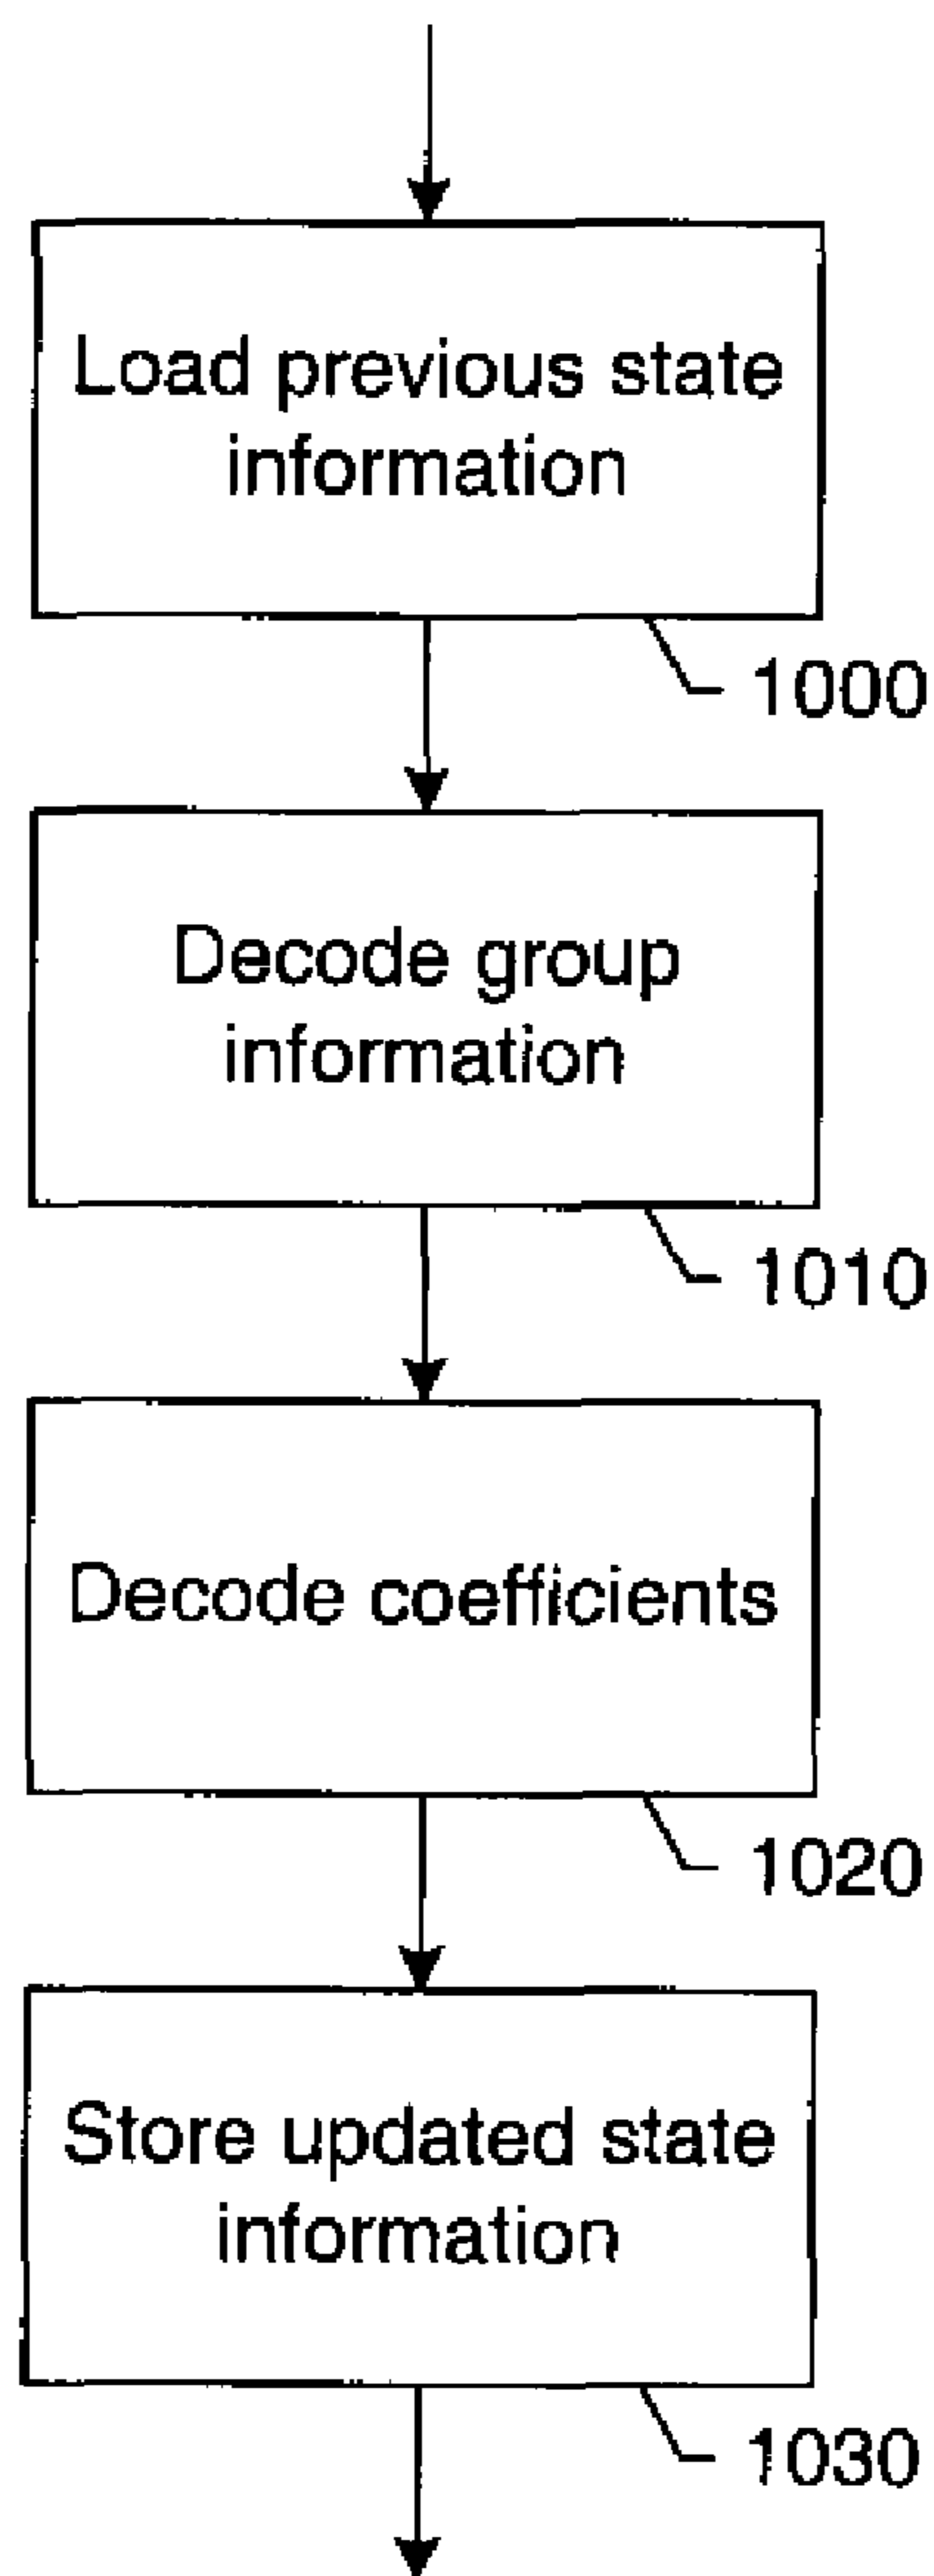 Load previous state
information
1000
Decode group
information
1010
Decode coefficients
1020
Store updated state
information
1030